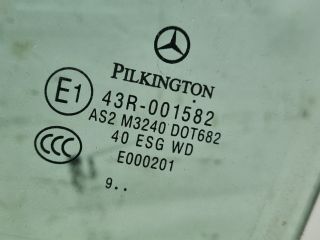 PILKINGTON
E1 43R-001582
AS2 M3240 DOT682
CCC 40 ESG WD
E000201
9..